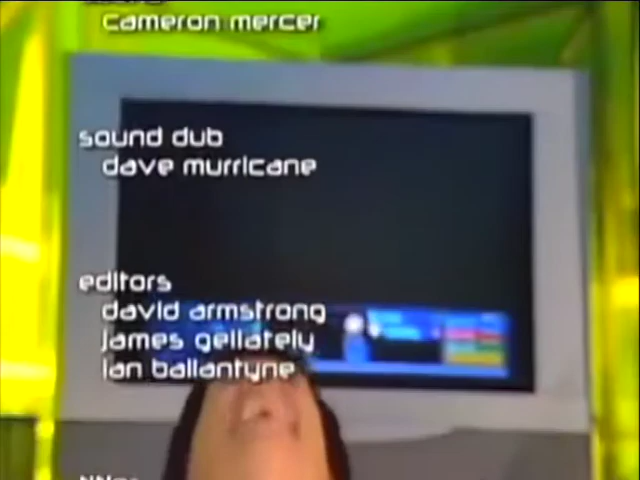 cameron mercer
sound dub
dave murricane
editors
david armstrong
james gellately
ian ballantyne